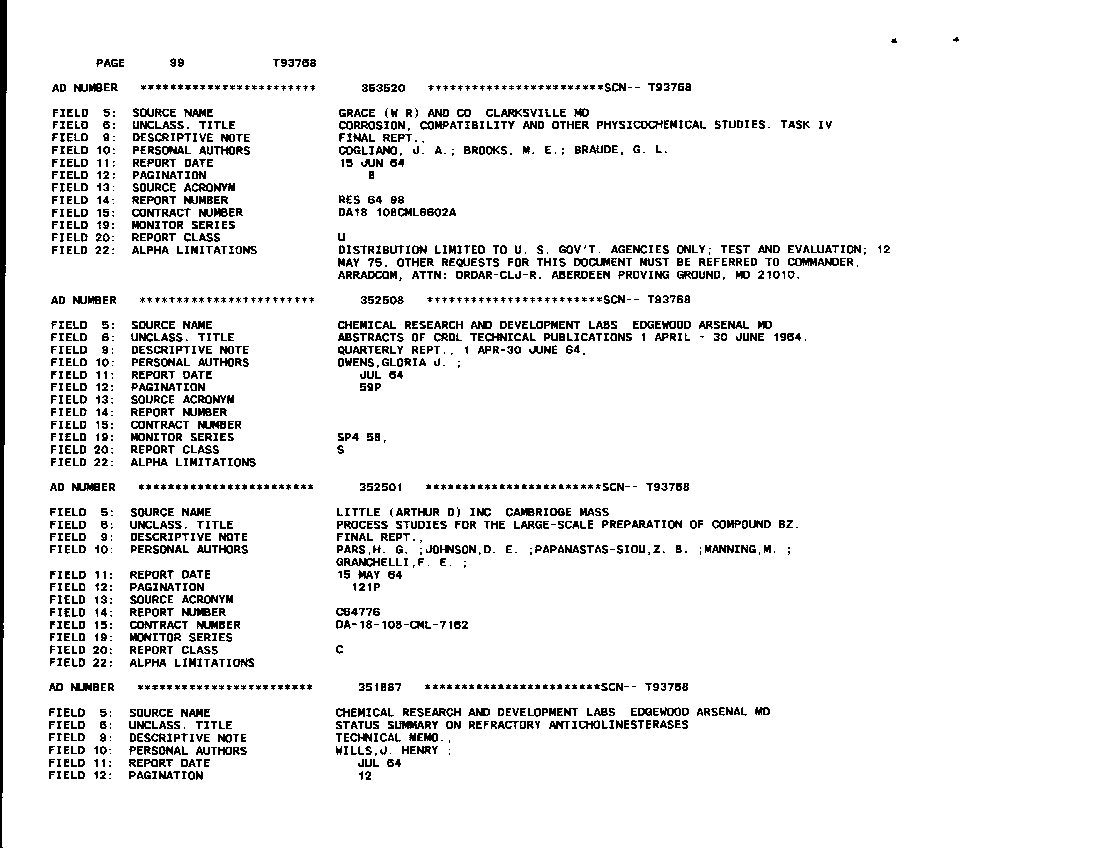 PAGE 99 T93768
AD NUMBER ************************ 353520 ************************SCN-- T93768
FIELD 5: SOURCE NAME GRACE (W R) AND CO CLARKSVILLE MD
FIELD 6: UNCLASS. TITLE CORROSION, COMPATIBILITY AND OTHER PHYSICOCHEMICAL STUDIES. TASK IV
FIELD 9: DESCRIPTIVE NOTE FINAL REPT.,
FIELD 10: PERSONAL AUTHORS COGLIANO, J. A.; BROOKS, M. E.; BRAUDE, G. L.
FIELD 11: REPORT DATE 15 JUN 64
FIELD 12: PAGINATION 8
FIELD 13: SOURCE ACRONYM
FIELD 14: REPORT NUMBER RES 64 98
FIELD 15: CONTRACT NUMBER DA18 108CML6602A
FIELD 19: MONITOR SERIES
FIELD 20: REPORT CLASS U
FIELD 22: ALPHA LIMITATIONS DISTRIBUTION LIMITED TO U. S. GOV'T. AGENCIES ONLY; TEST AND EVALUATION; 12
MAY 75. OTHER REQUESTS FOR THIS DOCUMENT MUST BE REFERRED TO COMMANDER,
ARRADCOM, ATTN: DRDAR-CLJ-R. ABERDEEN PROVING GROUND, MD 21010.
AD NUMBER ************************ 352508 ************************SCN-- T93768
FIELD 5: SOURCE NAME CHEMICAL RESEARCH AND DEVELOPMENT LABS EDGEWOOD ARSENAL MD
FIELD 6: UNCLASS. TITLE ABSTRACTS OF CRDL TECHNICAL PUBLICATIONS 1 APRIL - 30 JUNE 1964.
FIELD 9: DESCRIPTIVE NOTE QUARTERLY REPT., 1 APR-30 JUNE 64,
FIELD 10: PERSONAL AUTHORS OWENS,GLORIA J. ;
FIELD 11: REPORT DATE JUL 64
FIELD 12: PAGINATION 59P
FIELD 13: SOURCE ACRONYM
FIELD 14: REPORT NUMBER
FIELD 15: CONTRACT NUMBER
FIELD 19: MONITOR SERIES SP4 58,
FIELD 20: REPORT CLASS S
FIELD 22: ALPHA LIMITATIONS
AD NUMBER ************************ 352501 ************************SCN-- T93768
FIELD 5: SOURCE NAME LITTLE (ARTHUR D) INC CAMBRIDGE MASS
FIELD 6: UNCLASS. TITLE PROCESS STUDIES FOR THE LARGE-SCALE PREPARATION OF COMPOUND BZ.
FIELD 9: DESCRIPTIVE NOTE FINAL REPT.,
FIELD 10: PERSONAL AUTHORS PARS,H. G. ;JOHNSON,D. E. ;PAPANASTAS-SIOU,Z. B. ;MANNING,M. ;
GRANCHELLI,F. E. ;
FIELD 11: REPORT DATE 15 MAY 64
FIELD 12: PAGINATION 121P
FIELD 13: SOURCE ACRONYM
FIELD 14: REPORT NUMBER C64776
FIELD 15: CONTRACT NUMBER DA-18-108-CML-7162
FIELD 19: MONITOR SERIES
FIELD 20: REPORT CLASS C
FIELD 22: ALPHA LIMITATIONS
AD NUMBER ************************ 351887 ************************SCN-- T93768
FIELD 5: SOURCE NAME CHEMICAL RESEARCH AND DEVELOPMENT LABS EDGEWOOD ARSENAL MD
FIELD 6: UNCLASS. TITLE STATUS SUMMARY ON REFRACTORY ANTICHOLINESTERASES
FIELD 9: DESCRIPTIVE NOTE TECHNICAL MEMO.,
FIELD 10: PERSONAL AUTHORS WILLS,J. HENRY ;
FIELD 11: REPORT DATE JUL 64
FIELD 12: PAGINATION 12